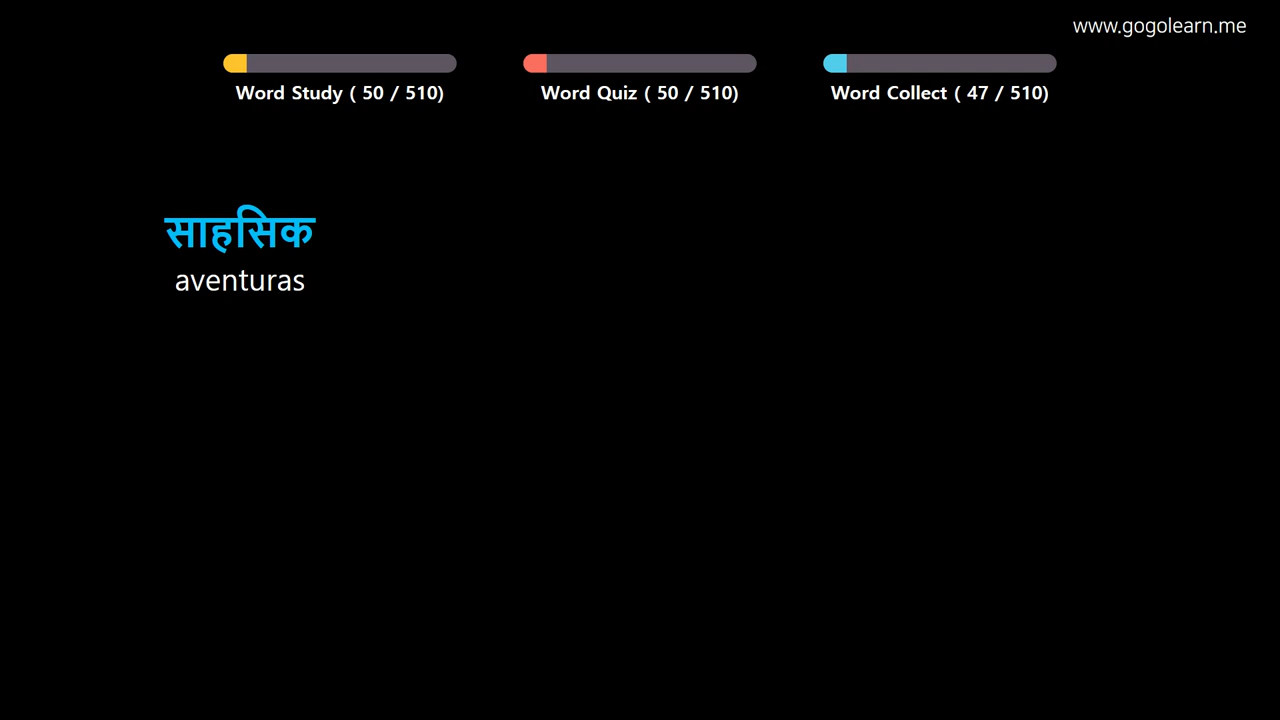 www.gogolearn.me
Word Study ( 50 / 510)
Word Quiz ( 50 / 510)
Word Collect ( 47 / 510)
साहसिक
aventuras